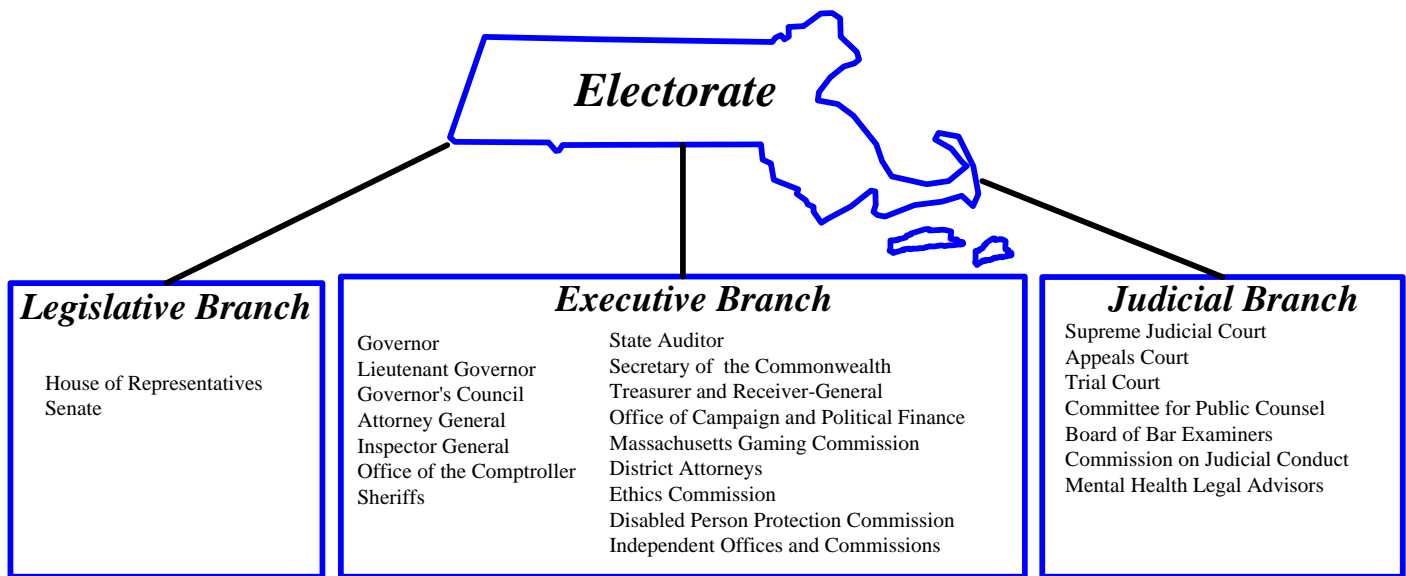 Electorate
Legislative Branch
House of Representatives
Senate
Executive Branch
Governor
Lieutenant Governor
Governor's Council
Attorney General
Inspector General
Office of the Comptroller
Sheriffs
State Auditor
Secretary of the Commonwealth
Treasurer and Receiver-General
Office of Campaign and Political Finance
Massachusetts Gaming Commission
District Attorneys
Ethics Commission
Disabled Person Protection Commission
Independent Offices and Commissions
Judicial Branch
Supreme Judicial Court
Appeals Court
Trial Court
Committee for Public Counsel
Board of Bar Examiners
Commission on Judicial Conduct
Mental Health Legal Advisors